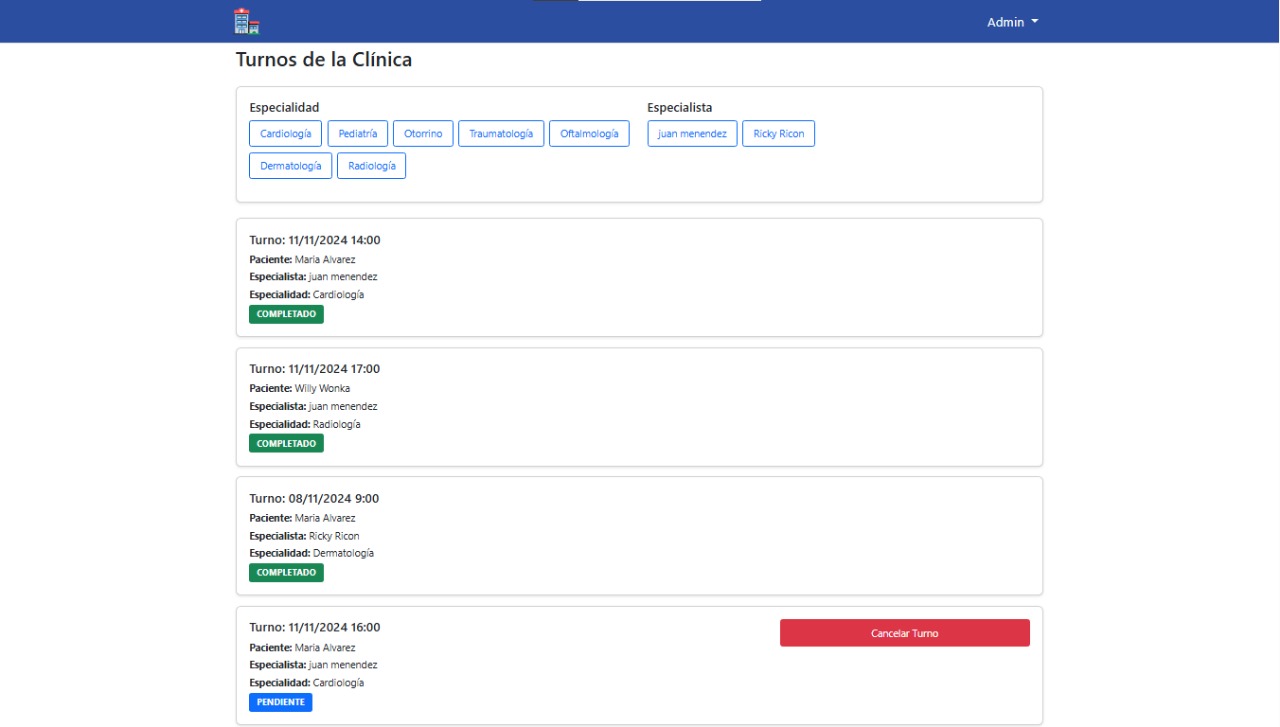 Admin
Turnos de la Clínica
Especialidad
Cardiología Pediatría Otorrino Traumatología Oftalmología
Dermatología Radiología
Especialista
juan menendez Ricky Ricon
Turno: 11/11/2024 14:00
Paciente: Maria Alvarez
Especialista: juan menendez
Especialidad: Cardiología
COMPLETADO
Turno: 11/11/2024 17:00
Paciente: Willy Wonka
Especialista: juan menendez
Especialidad: Radiología
COMPLETADO
Turno: 08/11/2024 9:00
Paciente: Maria Alvarez
Especialista: Ricky Ricon
Especialidad: Dermatología
COMPLETADO
Turno: 11/11/2024 16:00
Cancelar Turno
Paciente: Maria Alvarez
Especialista: juan menendez
Especialidad: Cardiología
PENDIENTE